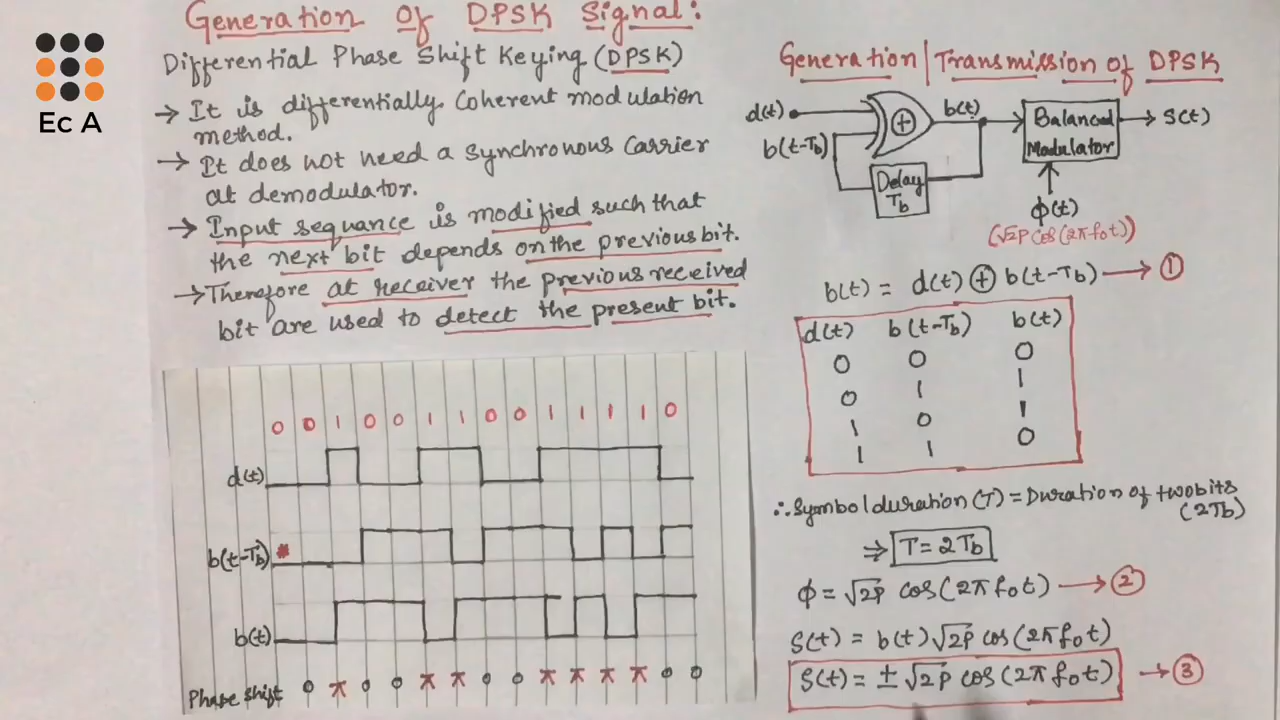 Generation Of DPSK Signal:
Differential Phase Shift Keying (DPSK)
→ It is differentially Coherent modulation
method.
→ It does not need a synchronous carrier
at demodulator.
→ Input sequance is modified such that
the next bit depends on the previous bit.
→ Therefore at receiver the previous received
bit are used to detect the present bit.
Ec A
0 0 1 0 0 1 1 0 0 1 1 1 1 0
d(t)
b(t-Tb)
*
b(t)
Phase Shift 0 π 0 0 π π 0 0 π π π π 0 0
Generation | Transmission of DPSK
d(t)
b(t-Tb)
⊕
b(t)
Delay
Tb
Balanced
Modulator
S(t)
φ(t)
(√2P cos(2πf₀t))
b(t) = d(t) ⊕ b(t-Tb) → ①
d(t) b(t-Tb) b(t)
0 0 0
0 1 1
1 0 1
1 1 0
∴ Symbol duration (T) = Duration of two bits
(2Tb)
⇒ T = 2Tb
φ = √2P cos(2πf₀t) → ②
S(t) = b(t) √2P cos(2πf₀t)
S(t) = ± √2P cos(2πf₀t) → ③